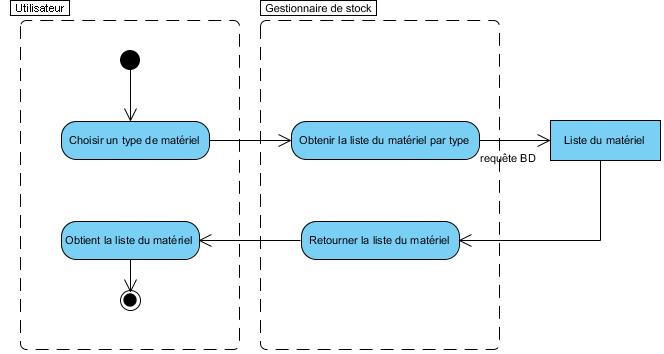 Utilisateur
Gestionnaire de stock
Choisir un type de matériel
Obtenir la liste du matériel par type
Liste du matériel
requête BD
Obtient la liste du matériel
Retourner la liste du matériel